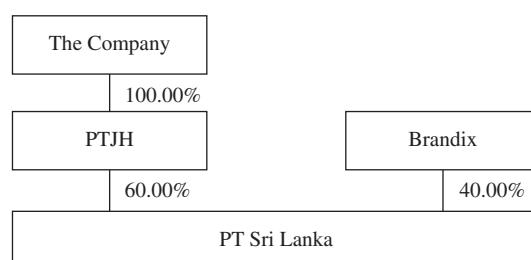 The Company
100.00%
PTJH
Brandix
60.00%
40.00%
PT Sri Lanka